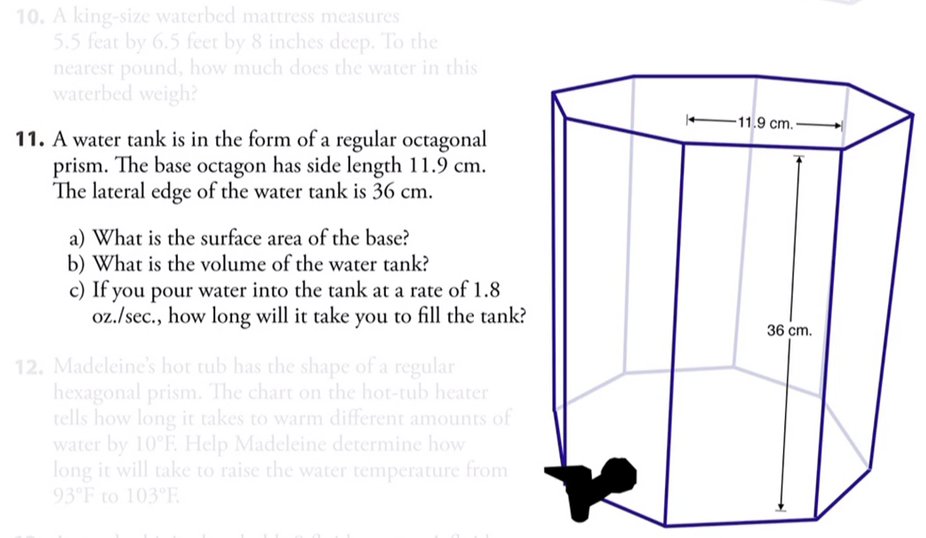 10. A king-size waterbed mattress measures
5.5 feat by 6.5 feet by 8 inches deep. To the
nearest pound, how much does the water in this
waterbed weigh?
11. A water tank is in the form of a regular octagonal
prism. The base octagon has side length 11.9 cm.
The lateral edge of the water tank is 36 cm.
a) What is the surface area of the base?
b) What is the volume of the water tank?
c) If you pour water into the tank at a rate of 1.8
oz./sec., how long will it take you to fill the tank?
12. Madeleine's hot tub has the shape of a regular
hexagonal prism. The chart on the hot-tub heater
tells how long it takes to warm different amounts of
water by 10°F. Help Madeleine determine how
long it will take to raise the water temperature from
93°F to 103°F.
11.9 cm.
36 cm.